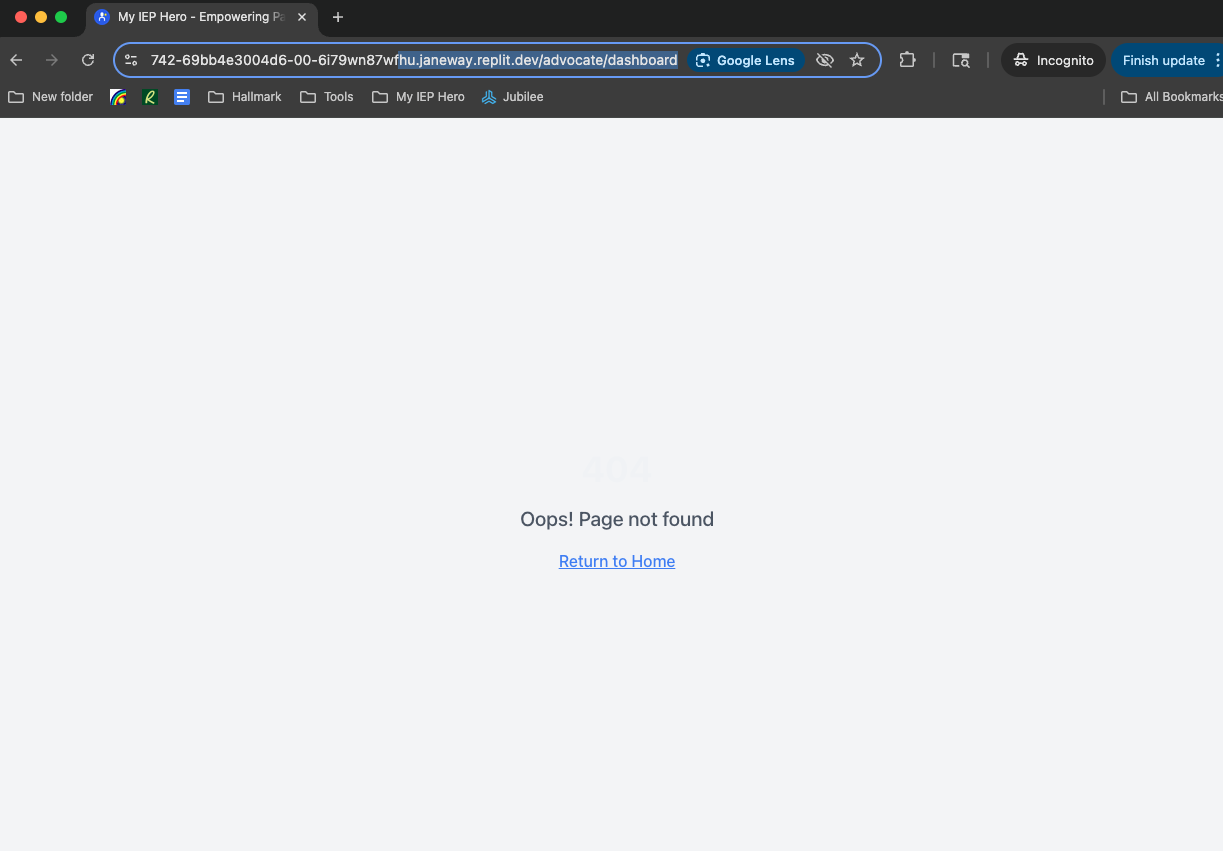 My IEP Hero - Empowering Pa
742-69bb4e3004d6-00-6i79wn87wfhu.janeway.replit.dev/advocate/dashboard
Google Lens
Incognito
Finish update
New folder
Hallmark
Tools
My IEP Hero
Jubilee
All Bookmarks
404
Oops! Page not found
Return to Home